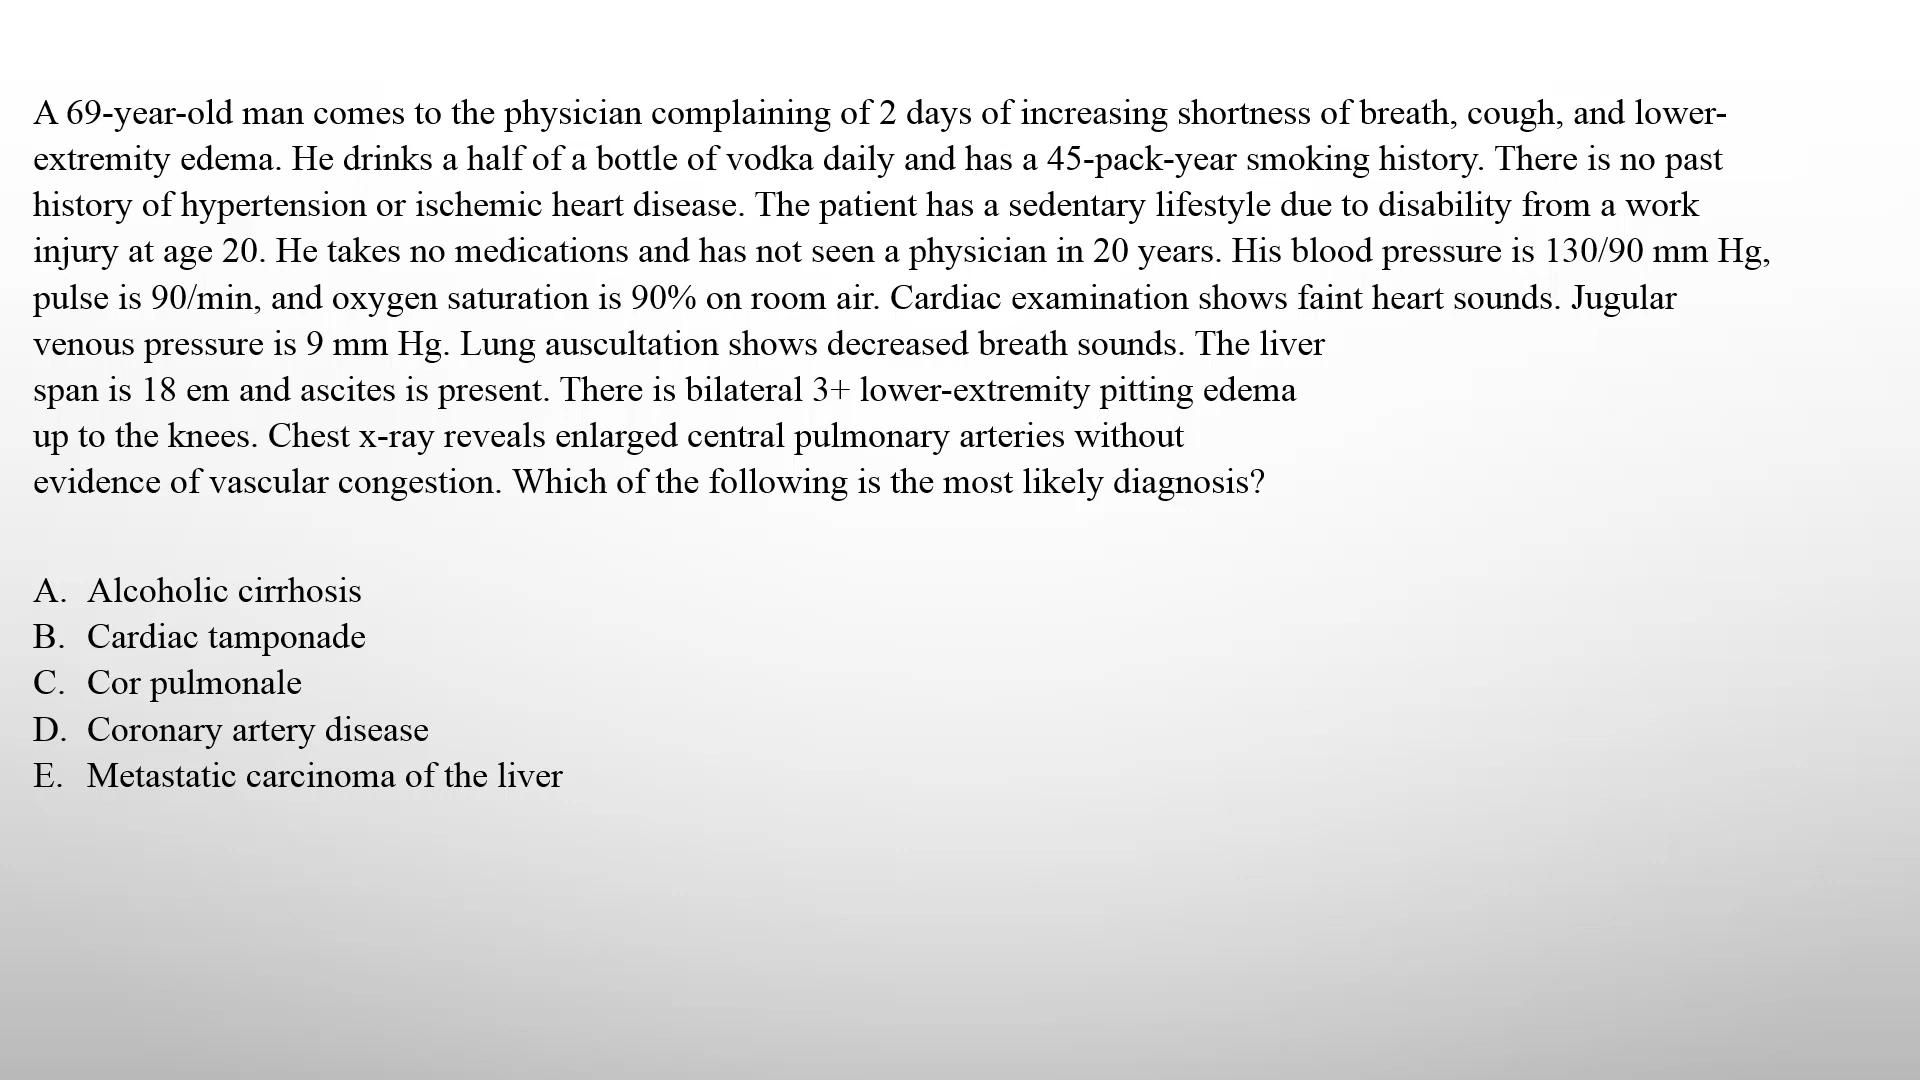 A 69-year-old man comes to the physician complaining of 2 days of increasing shortness of breath, cough, and lower-
extremity edema. He drinks a half of a bottle of vodka daily and has a 45-pack-year smoking history. There is no past
history of hypertension or ischemic heart disease. The patient has a sedentary lifestyle due to disability from a work
injury at age 20. He takes no medications and has not seen a physician in 20 years. His blood pressure is 130/90 mm Hg,
pulse is 90/min, and oxygen saturation is 90% on room air. Cardiac examination shows faint heart sounds. Jugular
venous pressure is 9 mm Hg. Lung auscultation shows decreased breath sounds. The liver
span is 18 em and ascites is present. There is bilateral 3+ lower-extremity pitting edema
up to the knees. Chest x-ray reveals enlarged central pulmonary arteries without
evidence of vascular congestion. Which of the following is the most likely diagnosis?
A. Alcoholic cirrhosis
B. Cardiac tamponade
C. Cor pulmonale
D. Coronary artery disease
E. Metastatic carcinoma of the liver